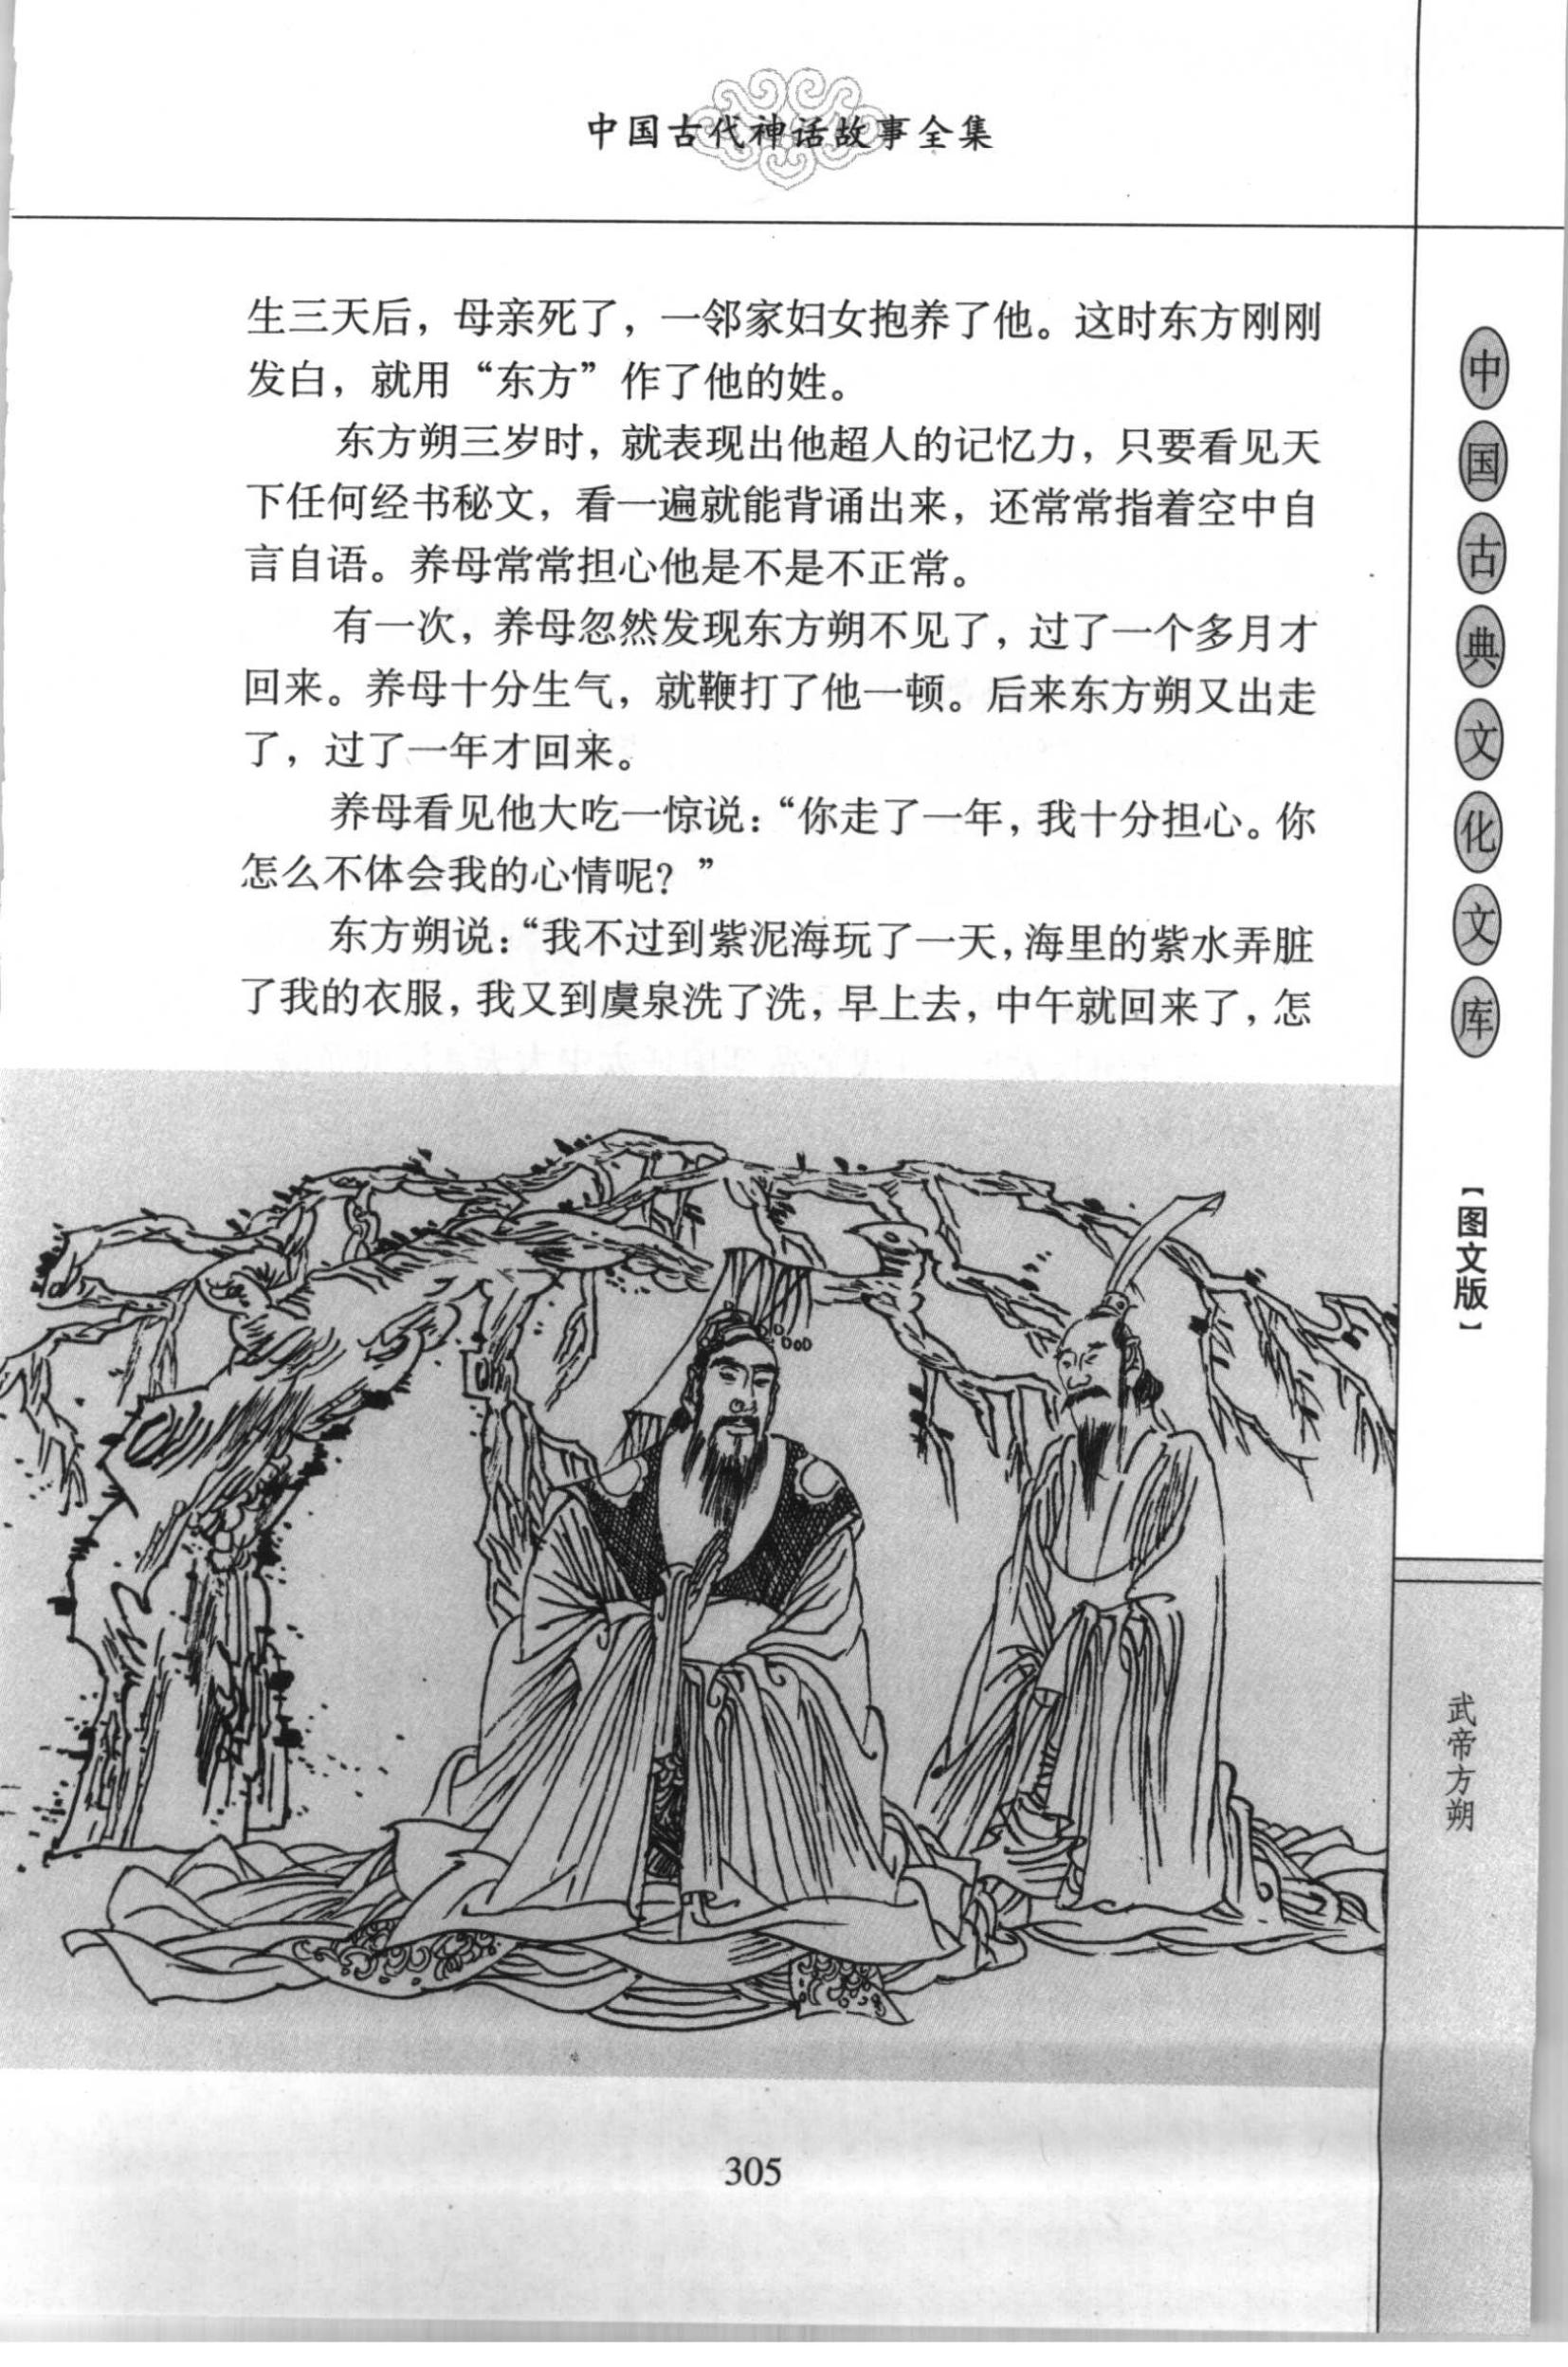 中国古代神话故事全集
生三天后，母亲死了，一邻家妇女抱养了他。这时东方刚刚
发白，就用“东方”作了他的姓。
东方朔三岁时，就表现出他超人的记忆力，只要看见天
下任何经书秘文，看一遍就能背诵出来，还常常指着空中自
言自语。养母常常担心他是不是不正常。
有一次，养母忽然发现东方朔不见了，过了一个多月才
回来。养母十分生气，就鞭打了他一顿。后来东方朔又出走
了，过了一年才回来。
养母看见他大吃一惊说：“你走了一年，我十分担心。你
怎么不体会我的心情呢？”
东方朔说：“我不过到紫泥海玩了一天，海里的紫水弄脏
了我的衣服，我又到虞泉洗了洗，早上去，中午就回来了，怎
中国古典文化文库
【图文版】
武帝方朔
305